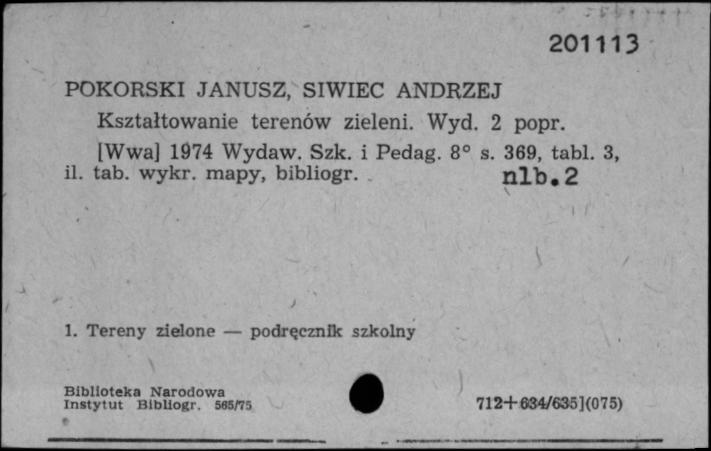 201113
POKORSKI JANUSZ, SIWIEC ANDRZEJ
Kształtowanie terenów zieleni. Wyd. 2 popr.
[Wwa] 1974 Wydaw. Szk. i Pedag. 8° s. 369, tabl. 3,
il. tab. wykr. mapy, bibliogr. nlb.2
1. Tereny zielone — podręcznik szkolny
Biblioteka Narodowa
Instytut Bibliogr. 565/75
712+634/635](075)